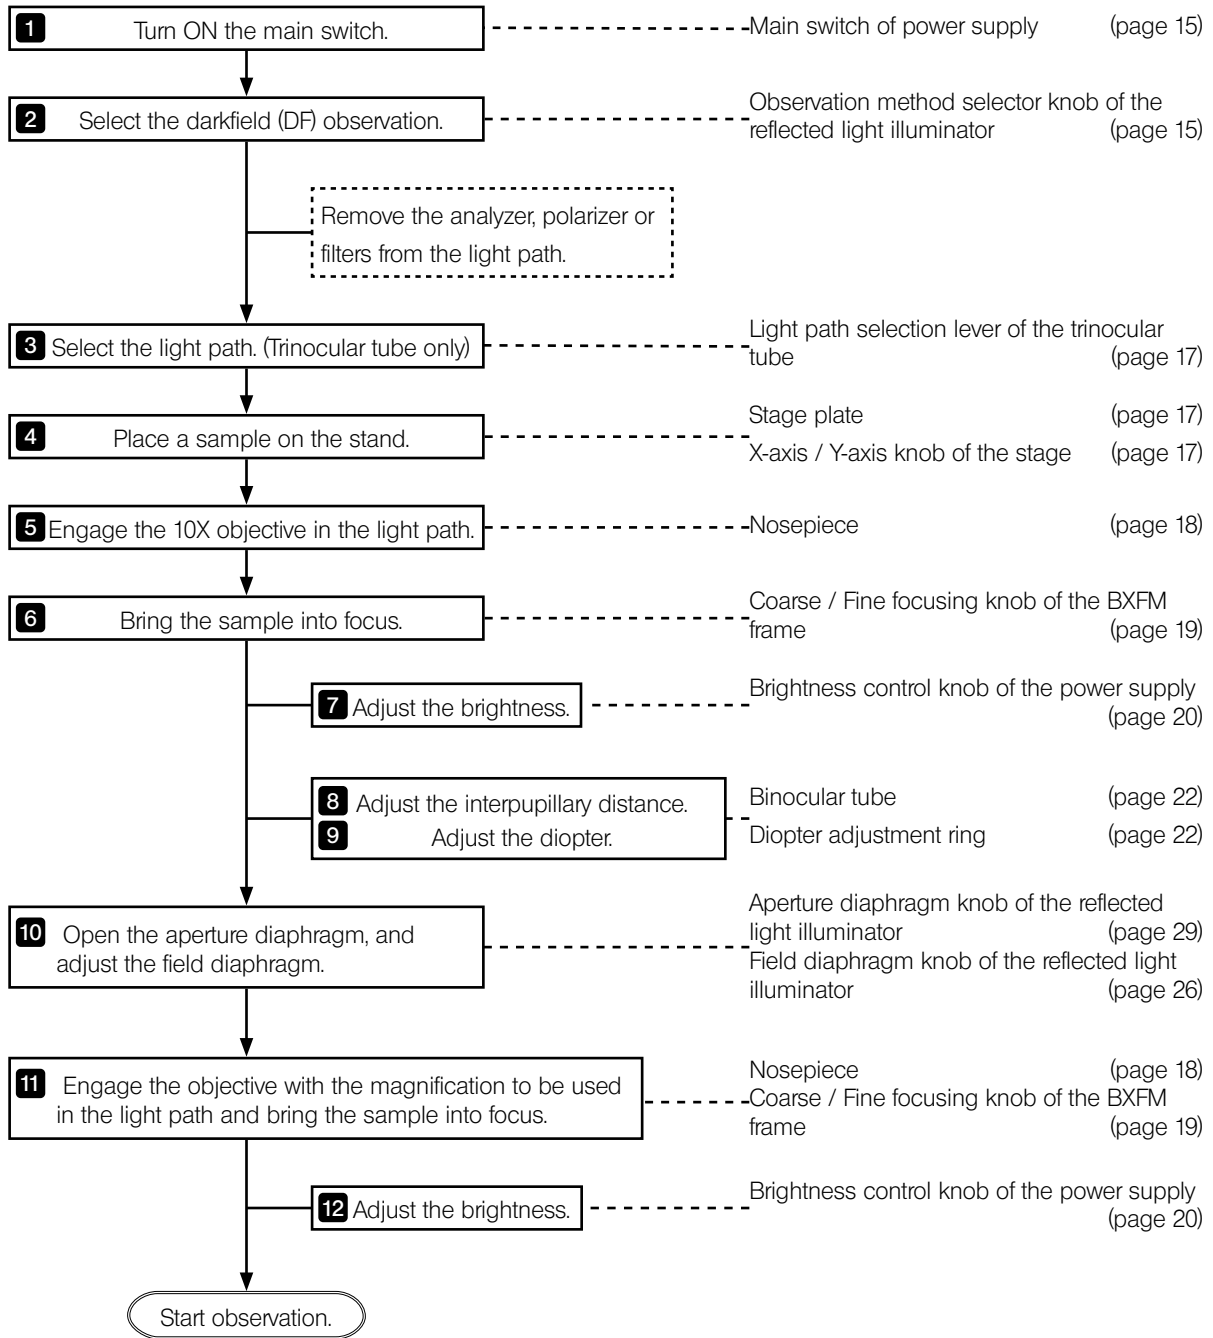 1 Turn ON the main switch.
Main switch of power supply (page 15)
2 Select the darkfield (DF) observation.
Observation method selector knob of the
reflected light illuminator (page 15)
Remove the analyzer, polarizer or
filters from the light path.
3 Select the light path. (Trinocular tube only)
Light path selection lever of the trinocular
tube (page 17)
4 Place a sample on the stand.
Stage plate (page 17)
X-axis / Y-axis knob of the stage (page 17)
5 Engage the 10X objective in the light path.
Nosepiece (page 18)
6 Bring the sample into focus.
Coarse / Fine focusing knob of the BXFM
frame (page 19)
7 Adjust the brightness.
Brightness control knob of the power supply
(page 20)
8 Adjust the interpupillary distance.
9 Adjust the diopter.
Binocular tube (page 22)
Diopter adjustment ring (page 22)
10 Open the aperture diaphragm, and
adjust the field diaphragm.
Aperture diaphragm knob of the reflected
light illuminator (page 29)
Field diaphragm knob of the reflected light
illuminator (page 26)
11 Engage the objective with the magnification to be used
in the light path and bring the sample into focus.
Nosepiece (page 18)
Coarse / Fine focusing knob of the BXFM
frame (page 19)
12 Adjust the brightness.
Brightness control knob of the power supply
(page 20)
Start observation.